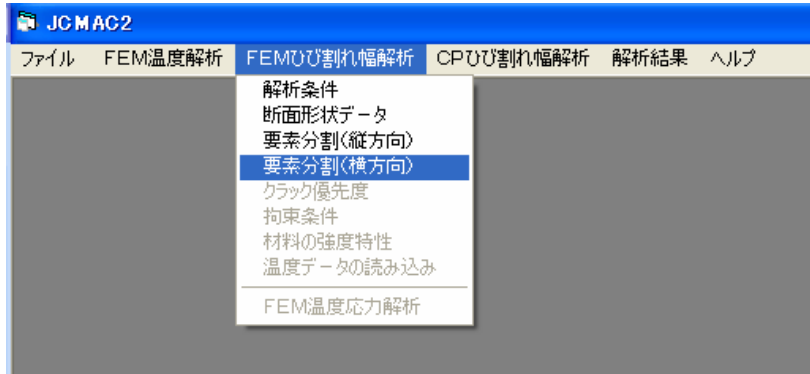 JCMAC2
ファイル FEM温度解析 FEMひび割れ幅解析 CPひび割れ幅解析 解析結果 ヘルプ
解析条件
断面形状データ
要素分割(縦方向)
要素分割(横方向)
クラック優先度
拘束条件
材料の強度特性
温度データの読み込み
FEM温度応力解析